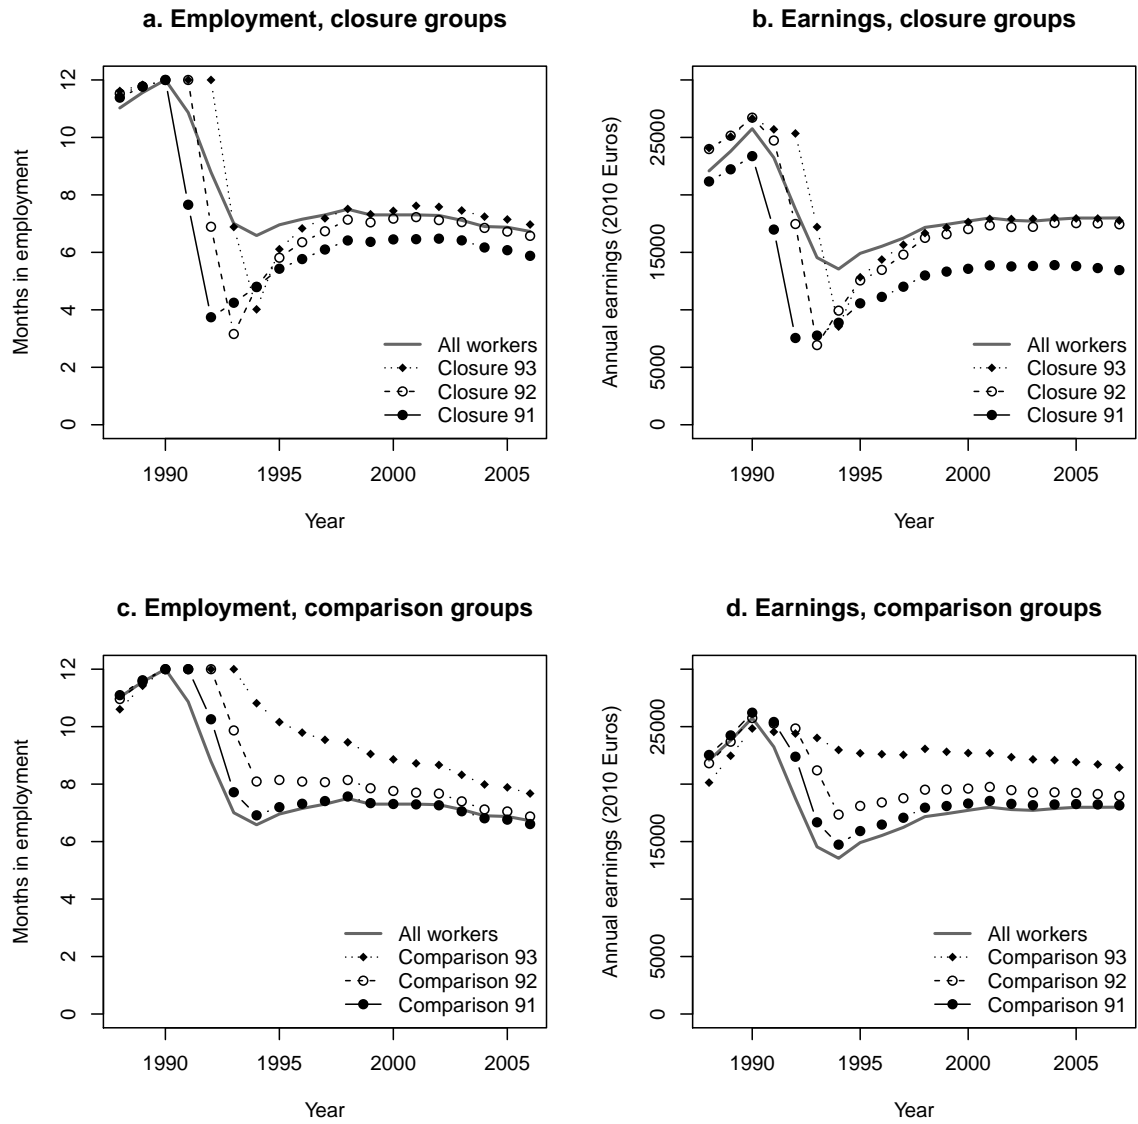 a. Employment, closure groups
Months in employment
12
10
8
6
4
2
0
All workers
Closure 93
Closure 92
Closure 91
1990 1995 2000 2005
Year
b. Earnings, closure groups
Annual earnings (2010 Euros)
25000
15000
5000
0
All workers
Closure 93
Closure 92
Closure 91
1990 1995 2000 2005
Year
c. Employment, comparison groups
Months in employment
12
10
8
6
4
2
0
All workers
Comparison 93
Comparison 92
Comparison 91
1990 1995 2000 2005
Year
d. Earnings, comparison groups
Annual earnings (2010 Euros)
25000
15000
5000
0
All workers
Comparison 93
Comparison 92
Comparison 91
1990 1995 2000 2005
Year